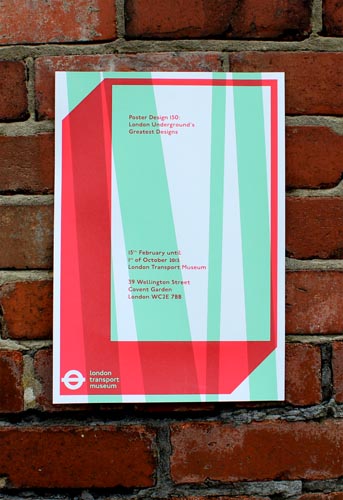 Poster Design 150:
London Underground's
Greatest Designs
15th February until
1st of October 2013
London Transport Museum
39 Wellington Street
Covent Garden
London WC2E 7BB
london
transport
museum